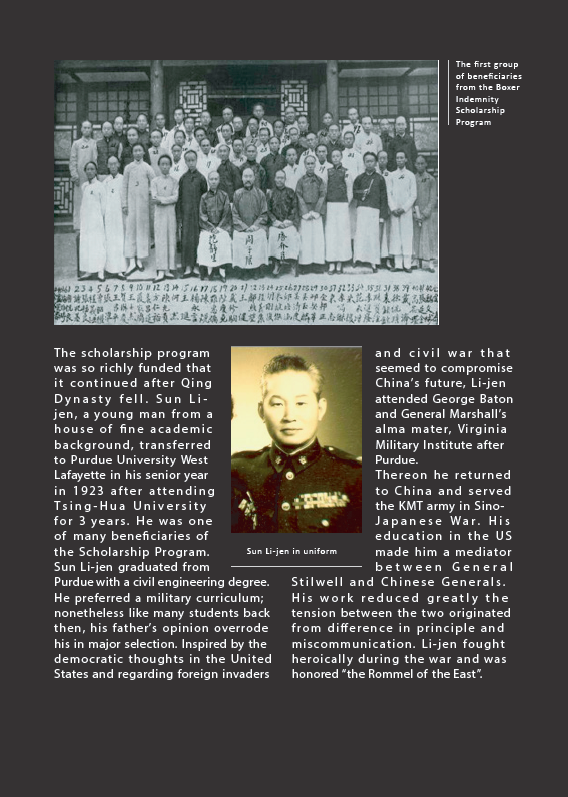 The first group
of beneficiaries
from the Boxer
Indemnity
Scholarship
Program
The scholarship program
was so richly funded that
it continued after Qing
Dynasty fell. Sun Li-
jen, a young man from a
house of fine academic
background, transferred
to Purdue University West
Lafayette in his senior year
in 1923 after attending
Tsing-Hua University
for 3 years. He was one
of many beneficiaries of
the Scholarship Program.
Sun Li-jen graduated from
Purdue with a civil engineering degree.
He preferred a military curriculum;
nonetheless like many students back
then, his father's opinion overrode
his in major selection. Inspired by the
democratic thoughts in the United
States and regarding foreign invaders
Sun Li-jen in uniform
and civil war that
seemed to compromise
China's future, Li-jen
attended George Baton
and General Marshall's
alma mater, Virginia
Military Institute after
Purdue.
Thereon he returned
to China and served
the KMT army in Sino-
Japanese War. His
education in the US
made him a mediator
between General
Stilwell and Chinese Generals.
His work reduced greatly the
tension between the two originated
from difference in principle and
miscommunication. Li-jen fought
heroically during the war and was
honored “the Rommel of the East”.